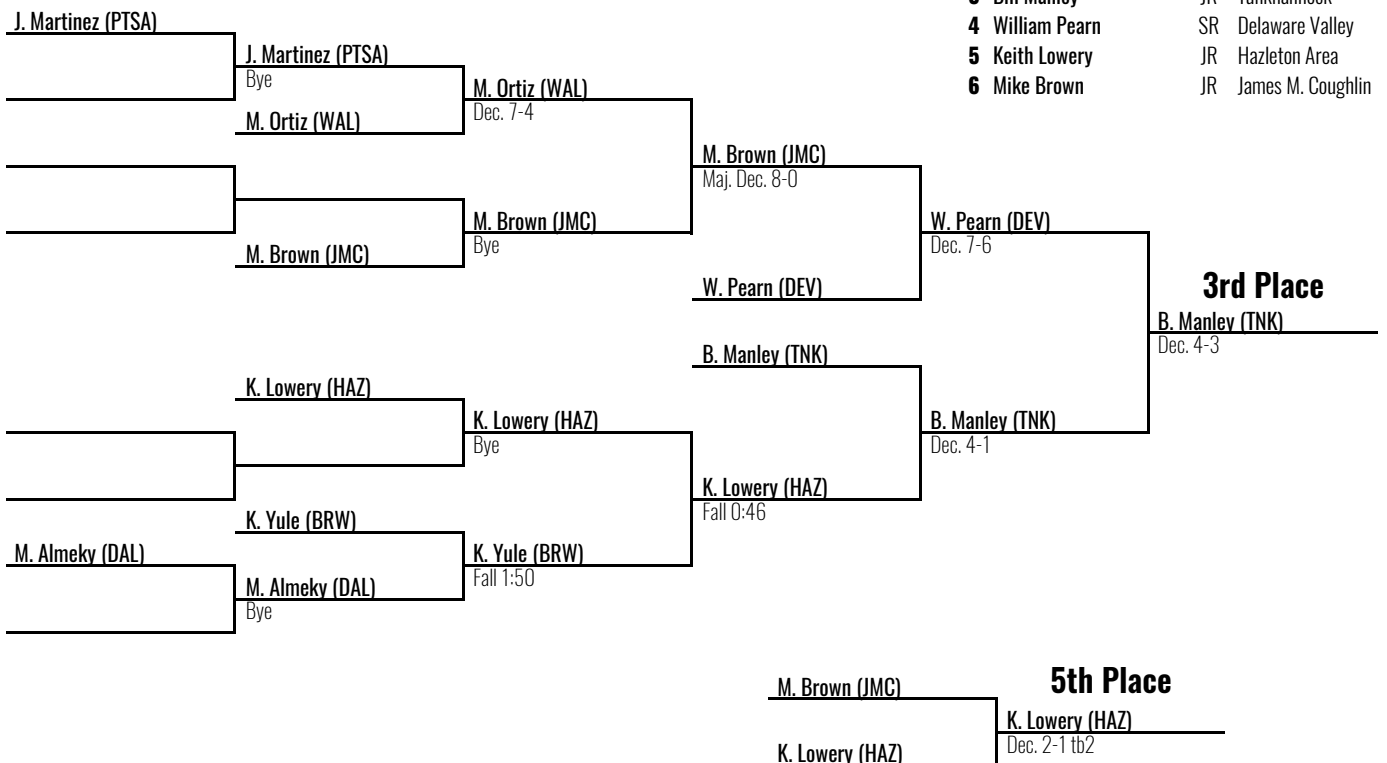 J. Martinez (PTSA)
4 William Pearn SR Delaware Valley
5 Keith Lowery JR Hazleton Area
6 Mike Brown JR James M. Coughlin
J. Martinez (PTSA)
Bye
M. Ortiz (WAL)
M. Ortiz (WAL)
Dec. 7-4
M. Brown (JMC)
Maj. Dec. 8-0
M. Brown (JMC)
M. Brown (JMC)
Bye
W. Pearn (DEV)
Dec. 7-6
W. Pearn (DEV)
3rd Place
B. Manley (TNK)
Dec. 4-3
B. Manley (TNK)
K. Lowery (HAZ)
K. Lowery (HAZ)
Bye
B. Manley (TNK)
Dec. 4-1
K. Lowery (HAZ)
Fall 0:46
K. Yule (BRW)
M. Almeky (DAL)
K. Yule (BRW)
Fall 1:50
M. Almeky (DAL)
Bye
5th Place
M. Brown (JMC)
K. Lowery (HAZ)
Dec. 2-1 tb2
K. Lowery (HAZ)